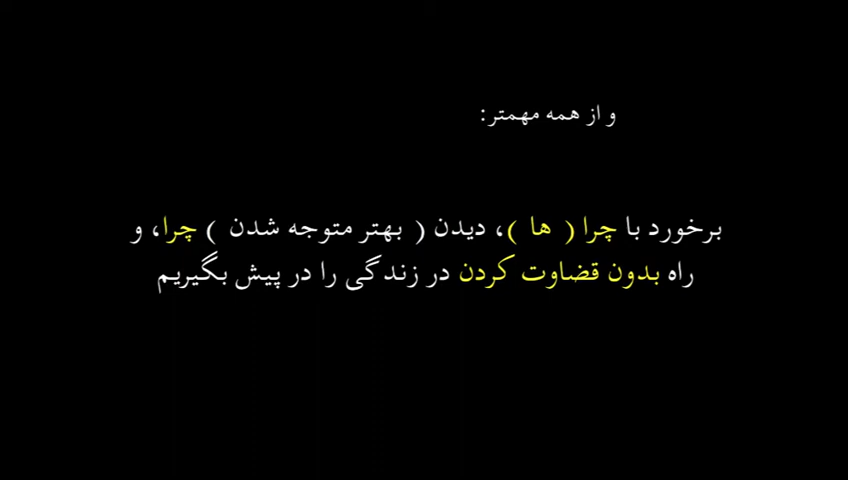 و از همه مهمتر:
برخورد با چرا ( ها )، دیدن ( بهتر متوجه شدن ) چرا، و
راه بدون قضاوت کردن در زندگی را در پیش بگیریم